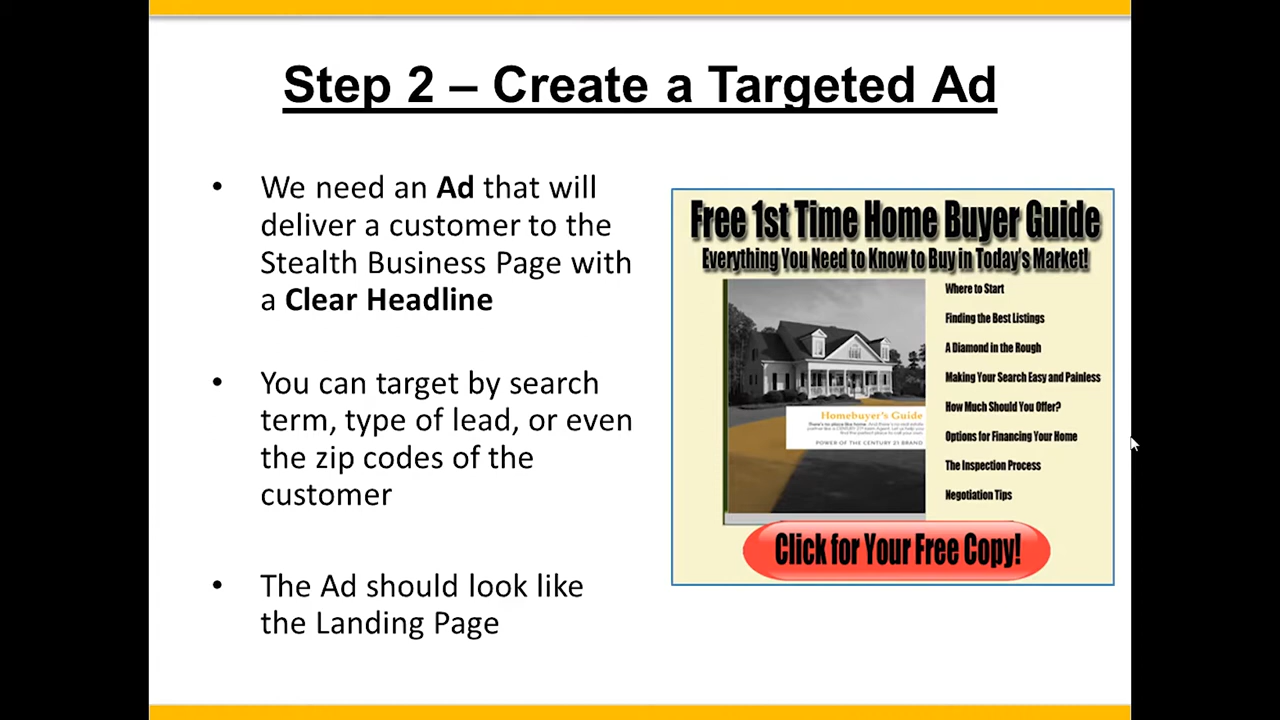 Step 2 – Create a Targeted Ad
• We need an Ad that will
deliver a customer to the
Stealth Business Page with
a Clear Headline
• You can target by search
term, type of lead, or even
the zip codes of the
customer
• The Ad should look like
the Landing Page
Free 1st Time Home Buyer Guide
Everything You Need to Know to Buy in Today's Market!
Where to Start
Finding the Best Listings
A Diamond in the Rough
Making Your Search Easy and Painless
How Much Should You Offer?
Options for Financing Your Home
The Inspection Process
Negotiation Tips
Homebuyer's Guide
POWER OF THE CENTURY 21 BRAND
Click for Your Free Copy!